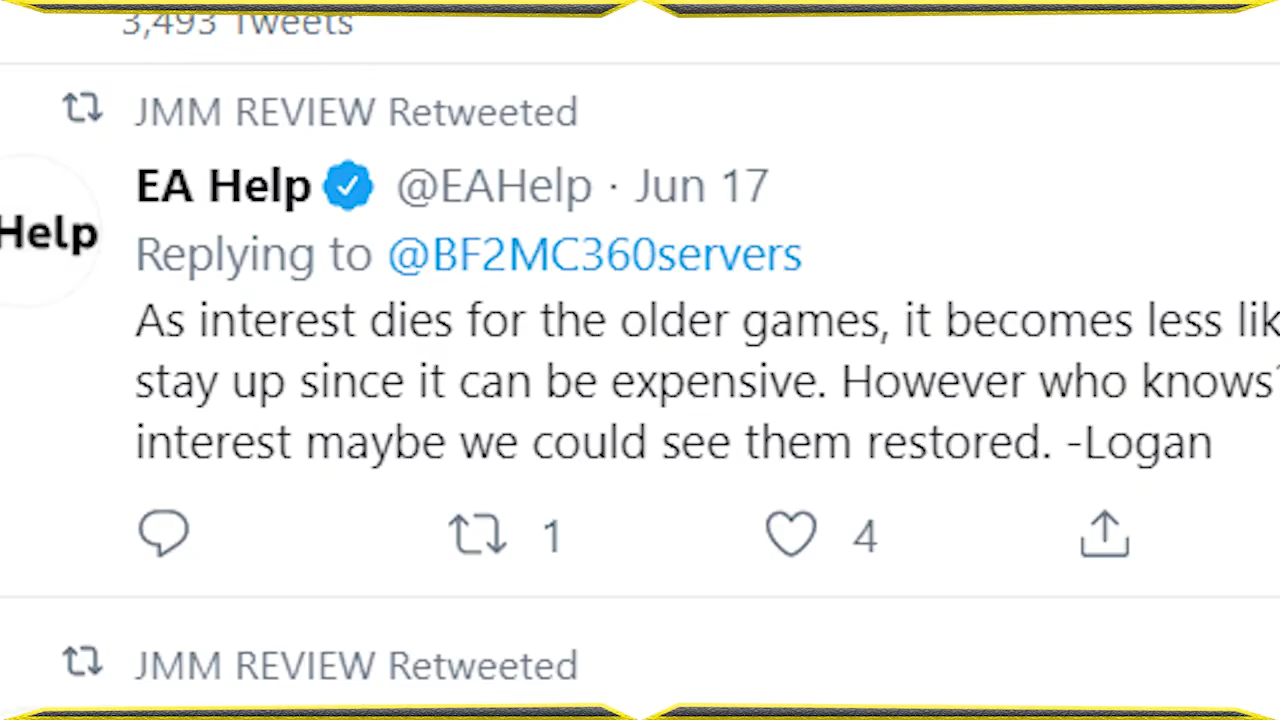 3,493 Tweets
JMM REVIEW Retweeted
EA Help @EAHelp · Jun 17
Help
Replying to @BF2MC360servers
As interest dies for the older games, it becomes less
stay up since it can be expensive. However who knows?
interest maybe we could see them restored. -Logan
1 4
JMM REVIEW Retweeted